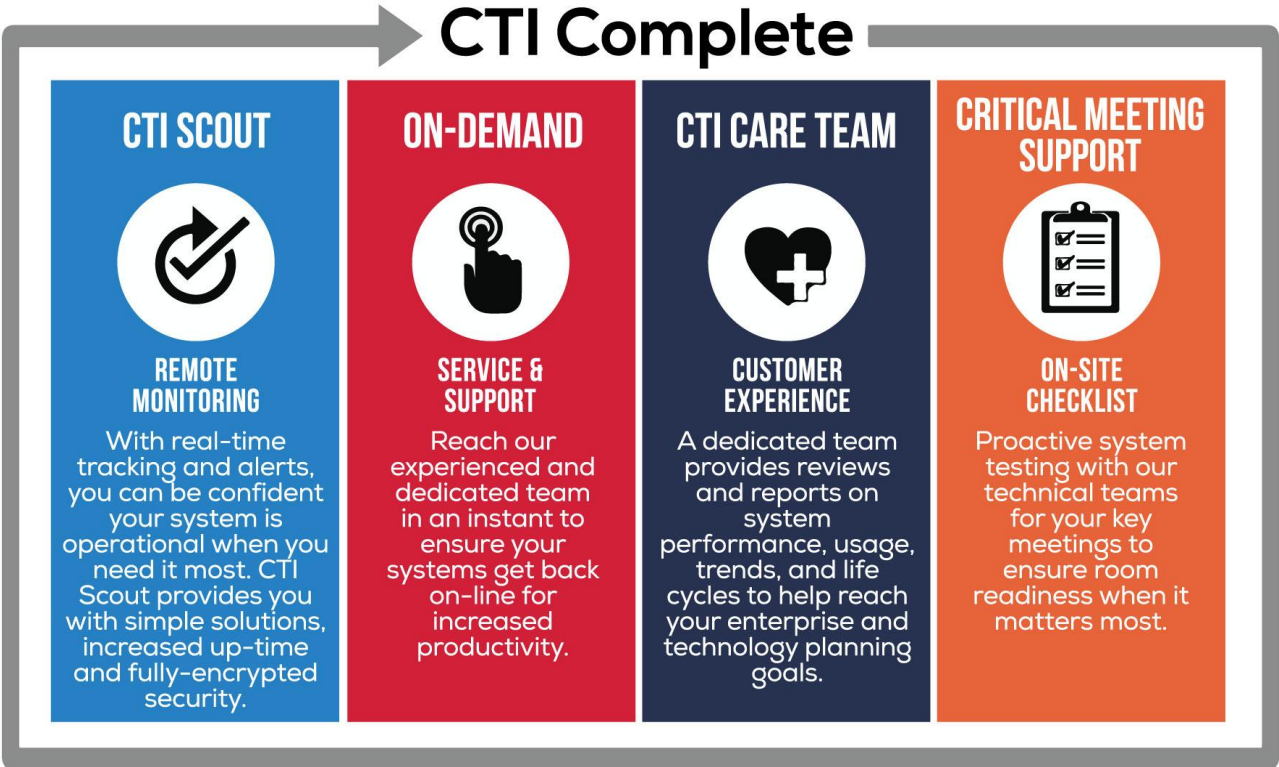 CTI Complete
CTI SCOUT
REMOTE
MONITORING
With real-time
tracking and alerts,
you can be confident
your system is
operational when you
need it most. CTI
Scout provides you
with simple solutions,
increased up-time
and fully-encrypted
security.
ON-DEMAND
SERVICE &
SUPPORT
Reach our
experienced and
dedicated team
in an instant to
ensure your
systems get back
on-line for
increased
productivity.
CTI CARE TEAM
CUSTOMER
EXPERIENCE
A dedicated team
provides reviews
and reports on
system
performance, usage,
trends, and life
cycles to help reach
your enterprise and
technology planning
goals.
CRITICAL MEETING
SUPPORT
ON-SITE
CHECKLIST
Proactive system
testing with our
technical teams
for your key
meetings to
ensure room
readiness when it
matters most.